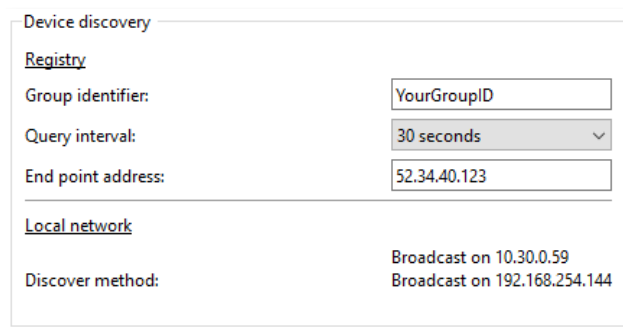 Device discovery
Registry
Group identifier: YourGroupID
Query interval: 30 seconds
End point address: 52.34.40.123
Local network
Broadcast on 10.30.0.59
Discover method: Broadcast on 192.168.254.144